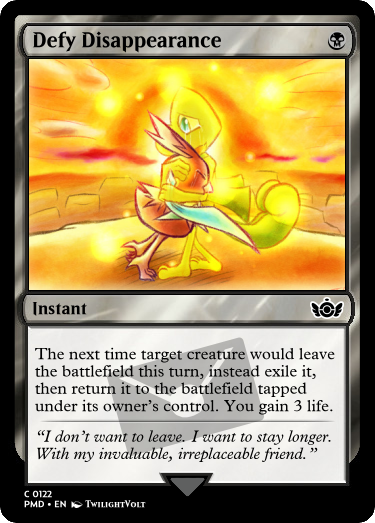 Defy Disappearance
Instant
The next time target creature would leave
the battlefield this turn, instead exile it,
then return it to the battlefield tapped
under its owner's control. You gain 3 life.
"I don't want to leave. I want to stay longer.
With my invaluable, irreplaceable friend."
C 0122
PMD • EN TwilightVolt